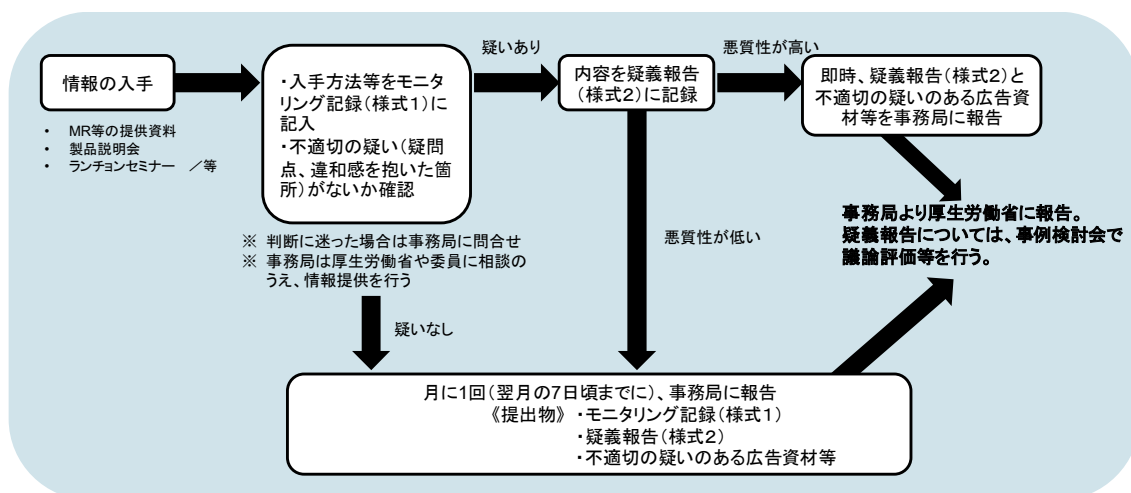 情報の入手
・ MR等の提供資料
・ 製品説明会
・ ランチョンセミナー ／等
・入手方法等をモニ
タリング記録(様式1)に
記入
・不適切の疑い(疑問
点、違和感を抱いた箇
所)がないか確認
※ 判断に迷った場合は事務局に問合せ
※ 事務局は厚生労働省や委員に相談の
うえ、情報提供を行う
疑いあり
内容を疑義報告
(様式2)に記録
悪質性が高い
即時、疑義報告(様式2)と
不適切の疑いのある広告資
材等を事務局に報告
疑いなし
悪質性が低い
事務局より厚生労働省に報告。
疑義報告については、事例検討会で
議論評価等を行う。
月に1回(翌月の7日頃までに)、事務局に報告
《提出物》・モニタリング記録(様式1)
・疑義報告(様式2)
・不適切の疑いのある広告資材等